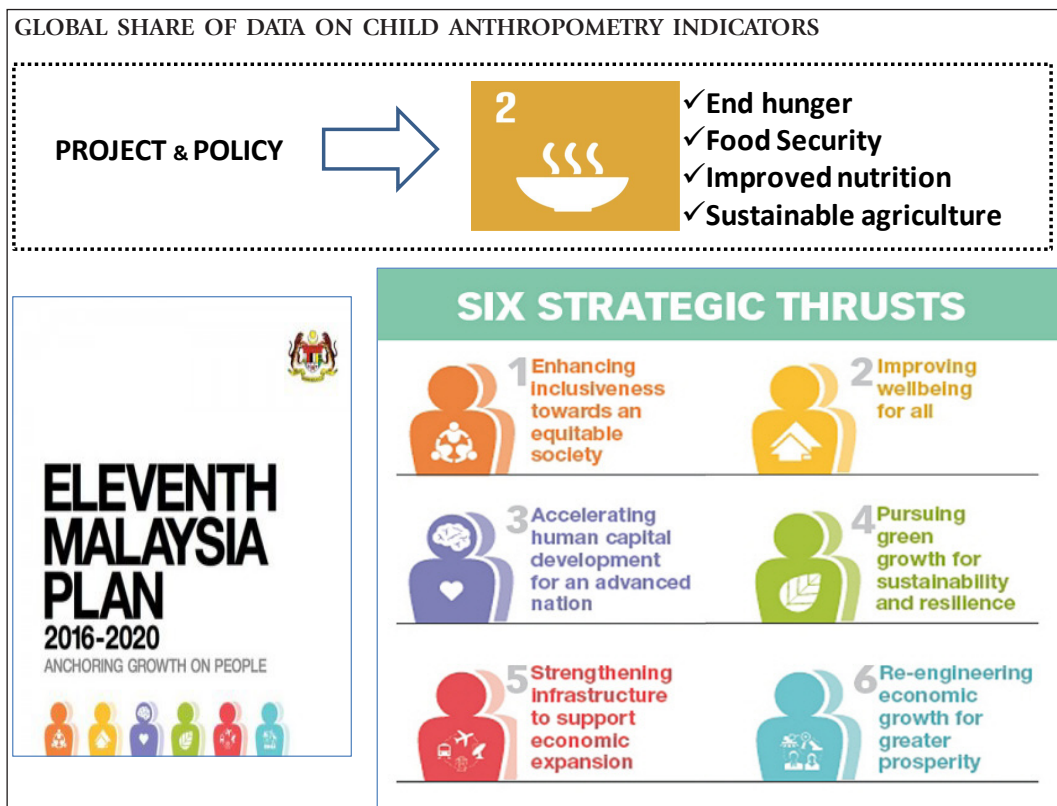 GLOBAL SHARE OF DATA ON CHILD ANTHROPOMETRY INDICATORS
PROJECT & POLICY
2
✓End hunger
✓Food Security
✓Improved nutrition
✓Sustainable agriculture
ELEVENTH
MALAYSIA
PLAN
2016-2020
ANCHORING GROWTH ON PEOPLE
SIX STRATEGIC THRUSTS
1 Enhancing
inclusiveness
towards an
equitable
society
2 Improving
wellbeing
for all
3 Accelerating
human capital
development
for an advanced
nation
4 Pursuing
green
growth for
sustainability
and resilience
5 Strengthening
infrastructure
to support
economic
expansion
6 Re-engineering
economic
growth for
greater
prosperity